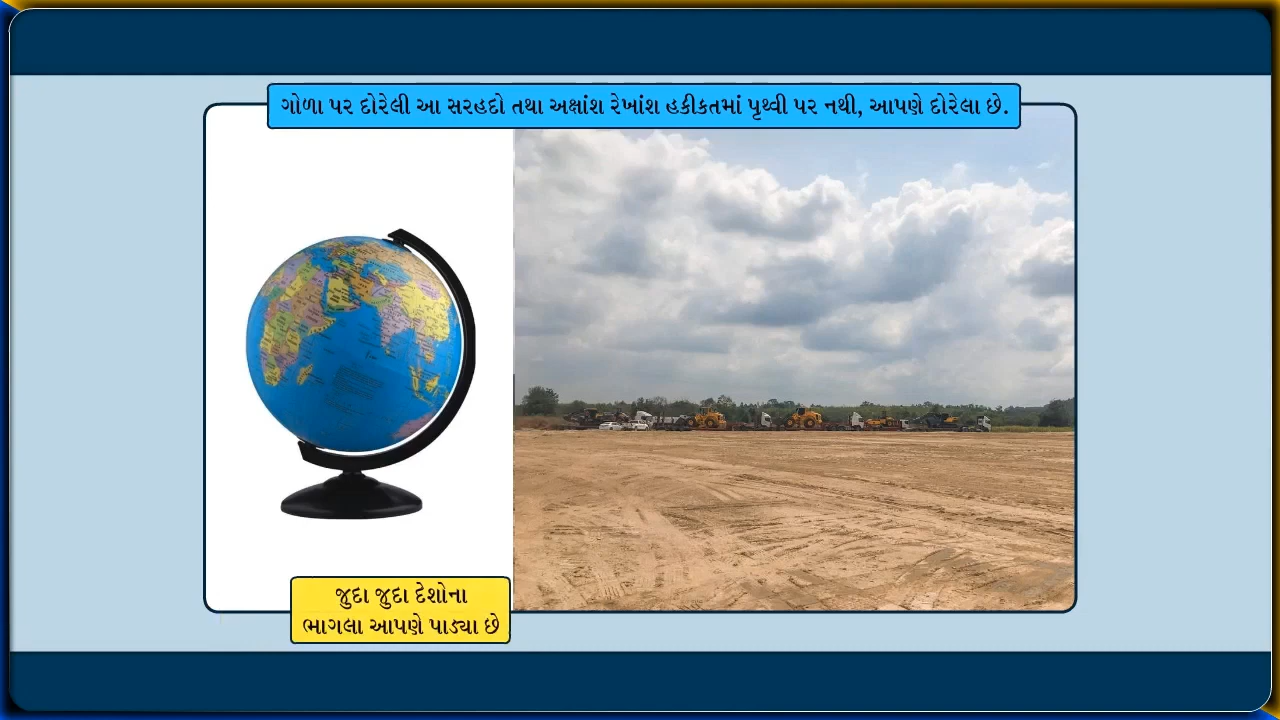 ગોળા પર દોરેલી આ સરહદો તથા અક્ષાંશ રેખાંશ હકીકતમાં પૃથ્વી પર નથી, આપણે દોરેલા છે.
જુદા જુદા દેશોના
ભાગલા આપણે પાડ્યા છે